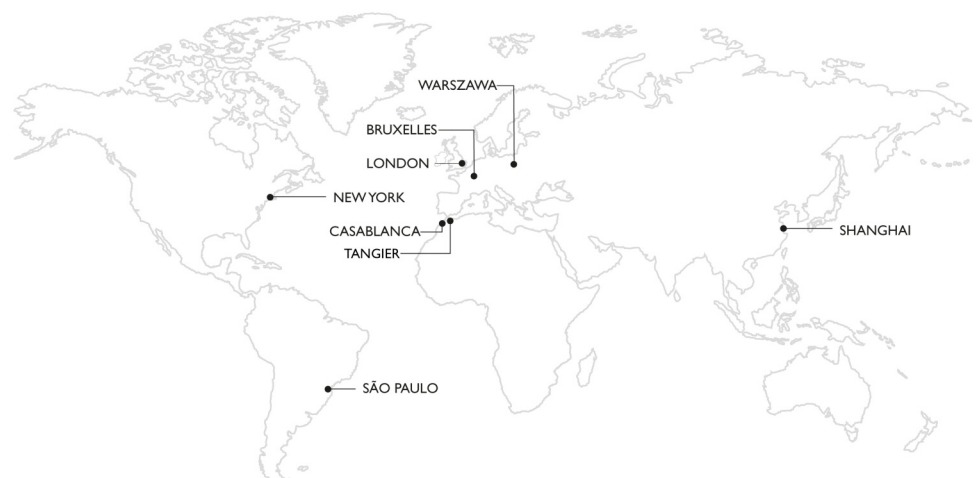 WARSZAWA
BRUXELLES
LONDON
NEW YORK
CASABLANCA
SHANGHAI
TANGIER
SÃO PAULO